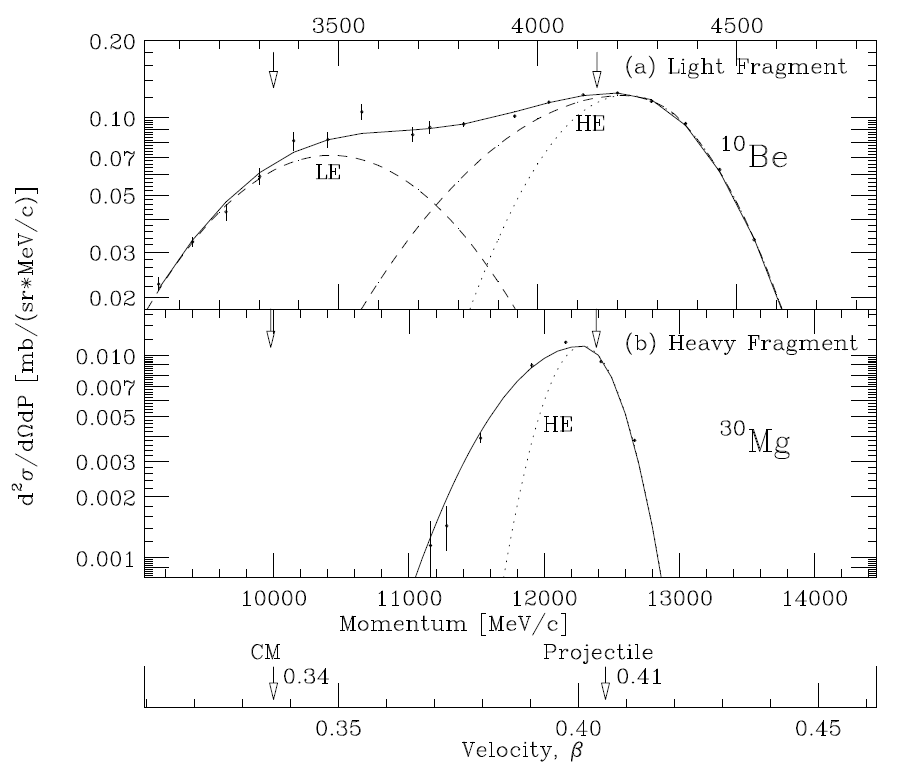 3500 4000 4500
0.20
(a) Light Fragment
0.10
HE
¹⁰Be
0.07
LE
0.05
0.03
0.02
(b) Heavy Fragment
0.010
0.007
0.005
HE
³⁰Mg
0.003
0.002
0.001
d²σ/dΩdP [mb/(sr*MeV/c)]
10000 11000 12000 13000 14000
Momentum [MeV/c]
CM Projectile
0.34 0.41
0.35 0.40 0.45
Velocity, β